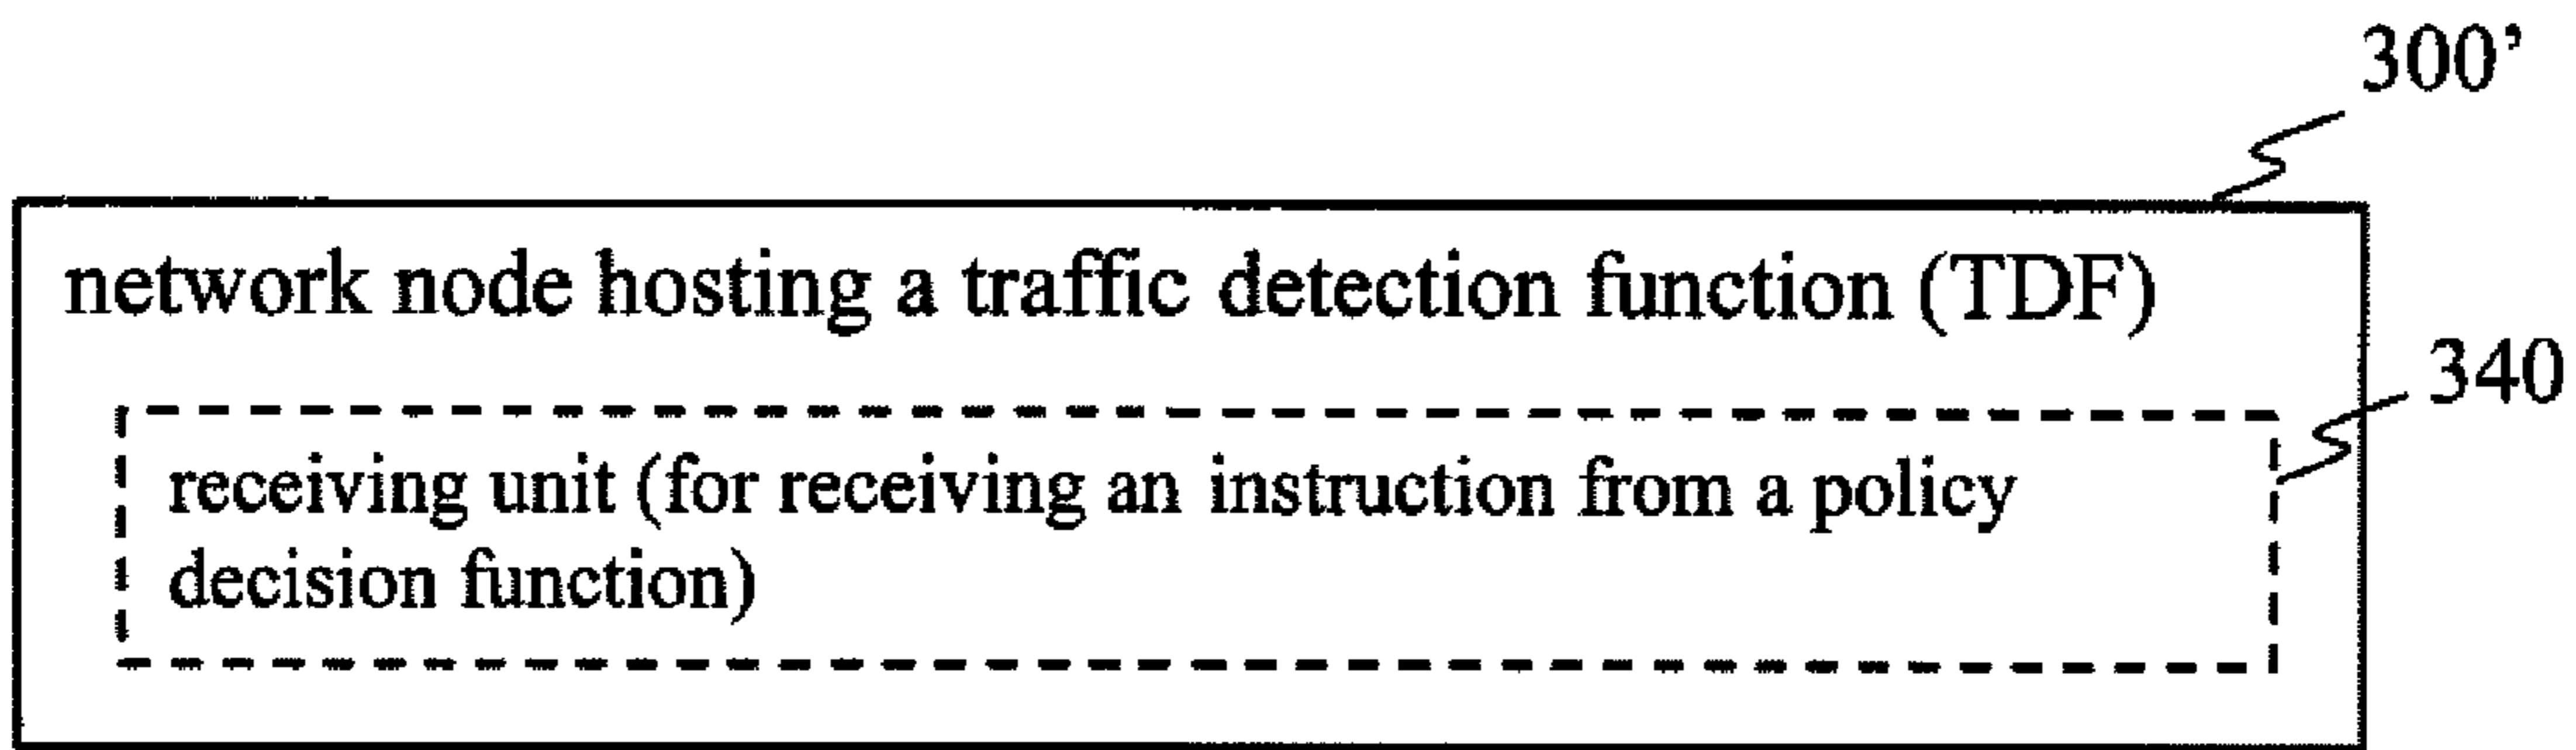 300’
network node hosting a traffic detection function (TDF)
340
receiving unit (for receiving an instruction from a policy
decision function)